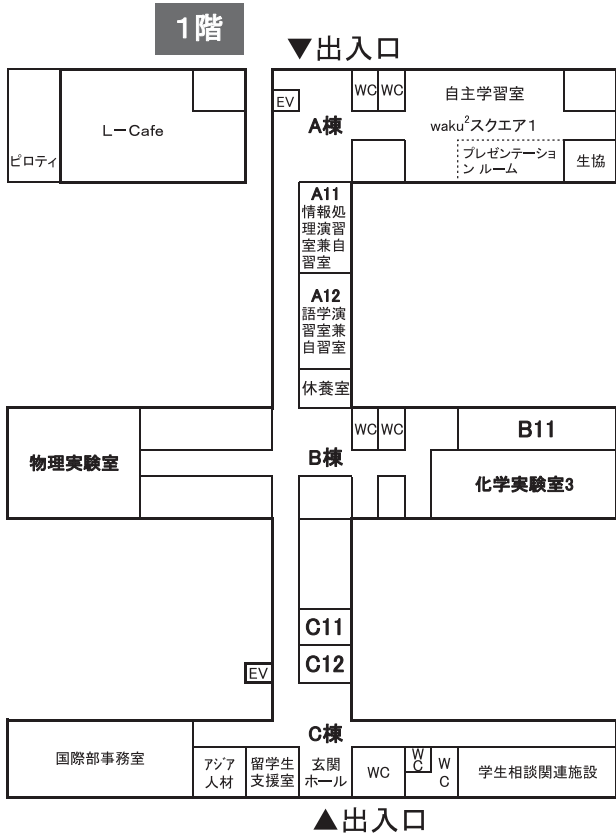 1階
▼出入口
EV
WC
WC
自主学習室
L－Cafe
A棟
waku²スクエア1
ピロティ
プレゼンテーショ
ン ルーム
生協
A11
情報処
理演習
室兼自
習室
A12
語学演
習室兼
自習室
休養室
WC
WC
B11
物理実験室
B棟
化学実験室3
C11
C12
EV
C棟
国際部事務室
アジア
人材
留学生
支援室
玄関
ホール
WC
W
C
W
C
学生相談関連施設
▲出入口